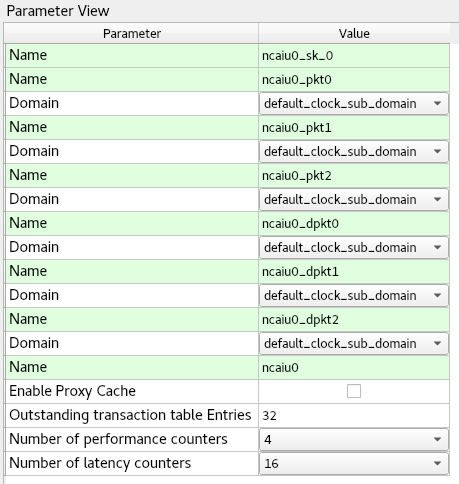 Parameter View
Parameter Value
Name ncaiu0_sk_0
Name ncaiu0_pkt0
Domain default_clock_sub_domain
Name ncaiu0_pkt1
Domain default_clock_sub_domain
Name ncaiu0_pkt2
Domain default_clock_sub_domain
Name ncaiu0_dpkt0
Domain default_clock_sub_domain
Name ncaiu0_dpkt1
Domain default_clock_sub_domain
Name ncaiu0_dpkt2
Domain default_clock_sub_domain
Name ncaiu0
Enable Proxy Cache
Outstanding transaction table Entries 32
Number of performance counters 4
Number of latency counters 16